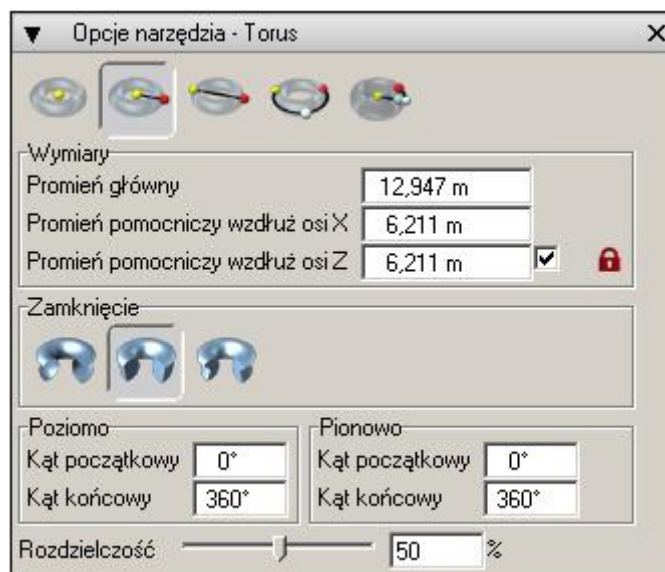 Opcje narzędzia - Torus
Wymiary
Promień główny 12,947 m
Promień pomocniczy wzdłuż osi X 6,211 m
Promień pomocniczy wzdłuż osi Z 6,211 m
Zamknięcie
Poziomo
Kąt początkowy 0°
Kąt końcowy 360°
Pionowo
Kąt początkowy 0°
Kąt końcowy 360°
Rozdzielczość 50 %